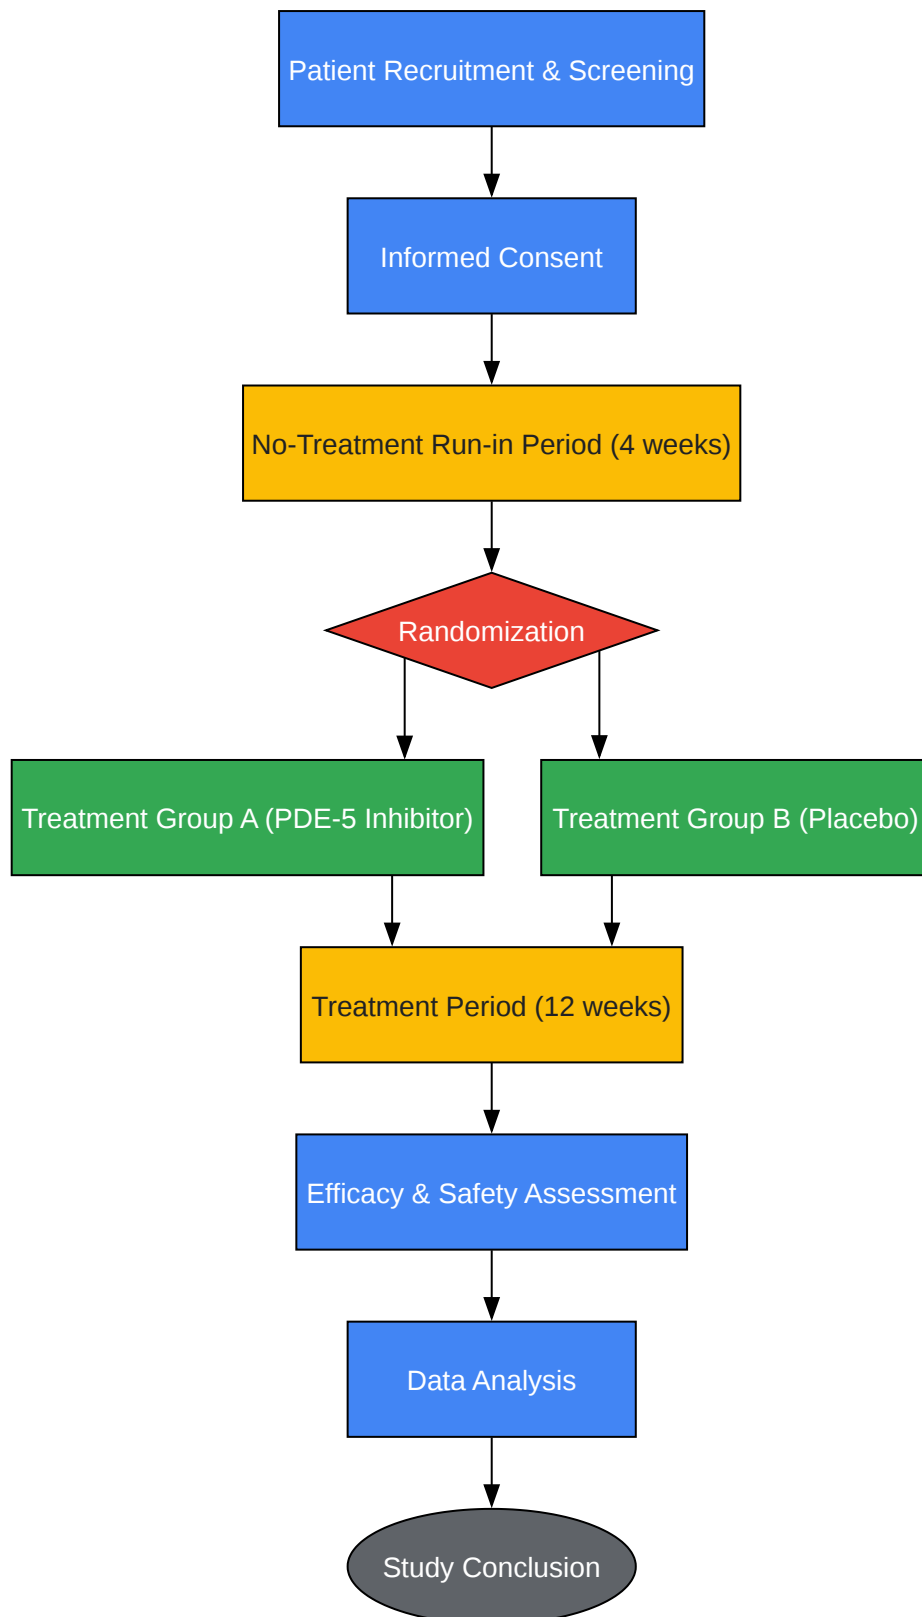 Patient Recruitment & Screening
Informed Consent
No-Treatment Run-in Period (4 weeks)
Randomization
Treatment Group A (PDE-5 Inhibitor)
Treatment Group B (Placebo)
Treatment Period (12 weeks)
Efficacy & Safety Assessment
Data Analysis
Study Conclusion